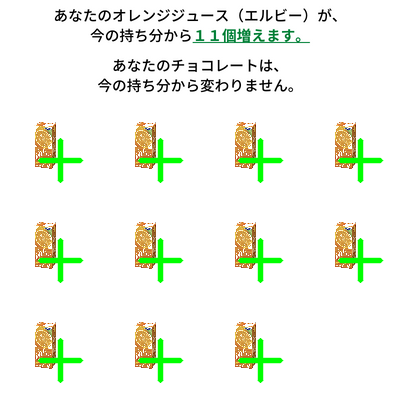 あなたのオレンジジュース（エルビー）が、
今の持ち分から１１個増えます。
あなたのチョコレートは、
今の持ち分から変わりません。